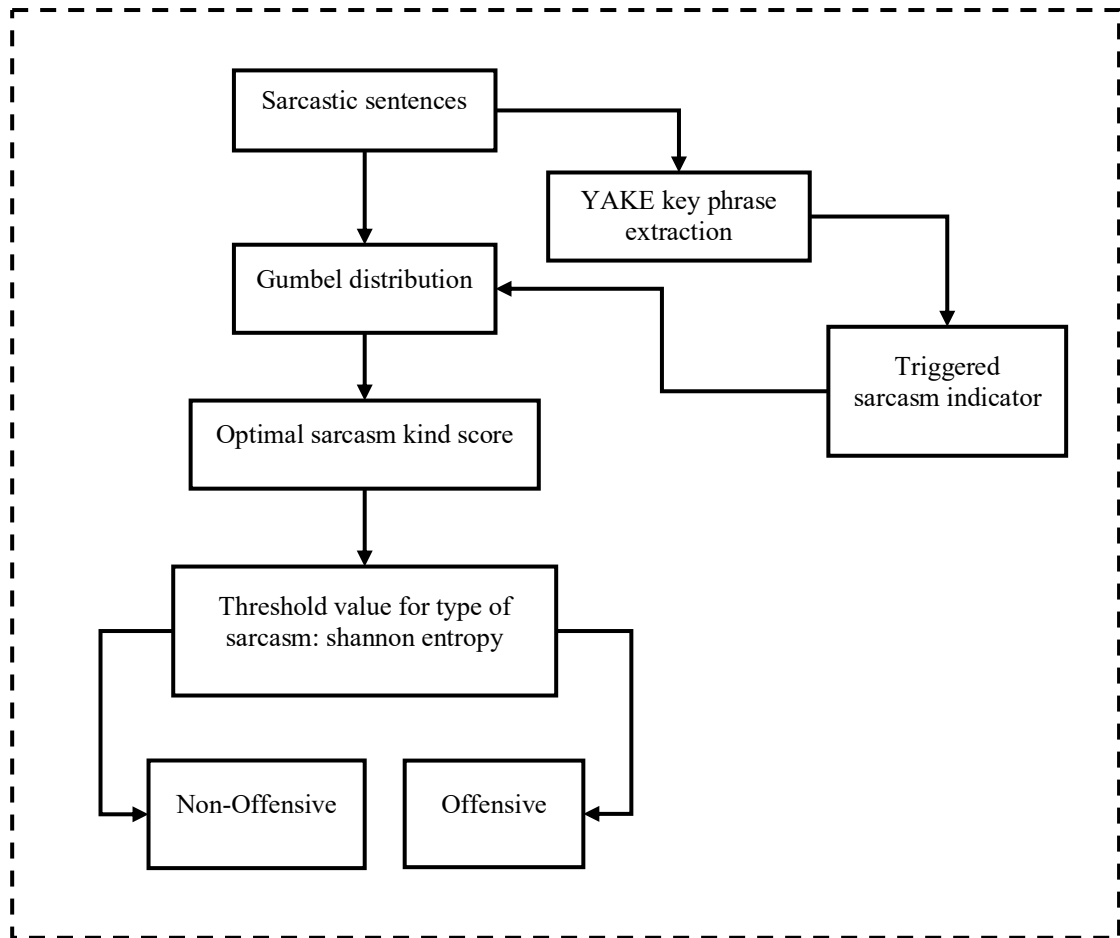 Sarcastic sentences
YAKE key phrase
extraction
Gumbel distribution
Triggered
sarcasm indicator
Optimal sarcasm kind score
Threshold value for type of
sarcasm: shannon entropy
Non-Offensive
Offensive